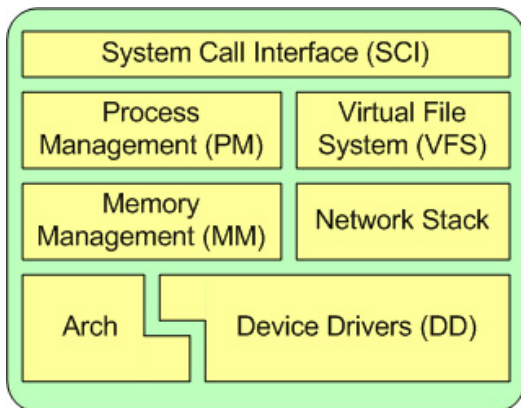 System Call Interface (SCI)
Process
Management (PM)
Virtual File
System (VFS)
Memory
Management (MM)
Network Stack
Arch
Device Drivers (DD)